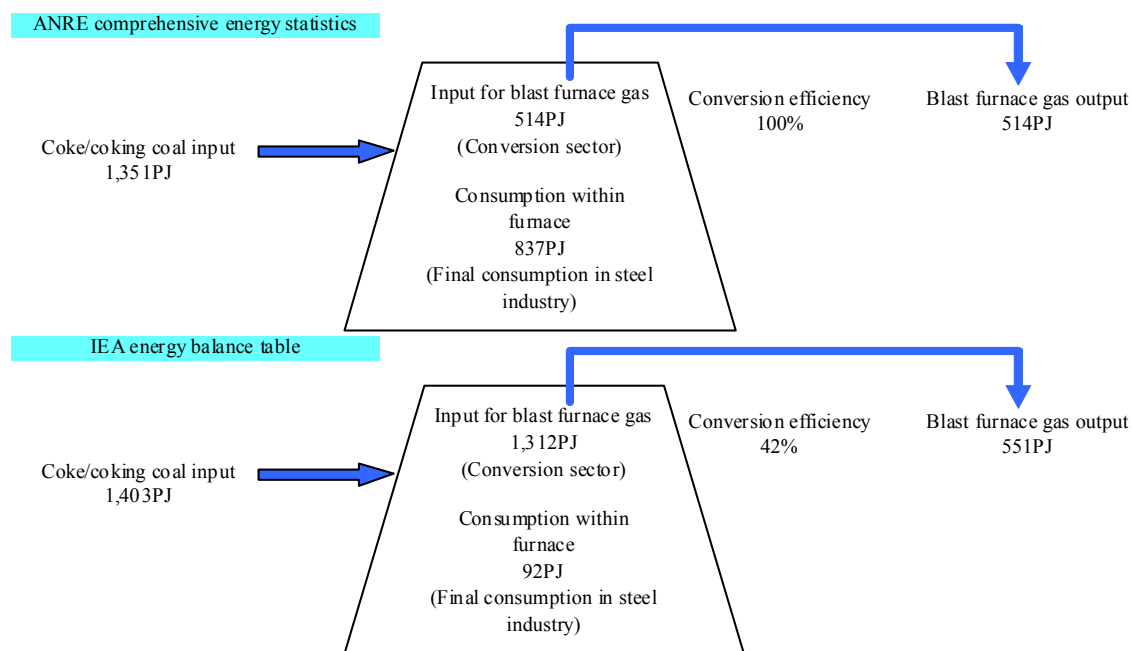 ANRE comprehensive energy statistics
Input for blast furnace gas
514PJ
(Conversion sector)
Conversion efficiency
100%
Blast furnace gas output
514PJ
Coke/coking coal input
1,351PJ
Consumption within
furnace
837PJ
(Final consumption in steel
industry)
IEA energy balance table
Input for blast furnace gas
1,312PJ
(Conversion sector)
Conversion efficiency
42%
Blast furnace gas output
551PJ
Coke/coking coal input
1,403PJ
Consumption within
furnace
92PJ
(Final consumption in steel
industry)